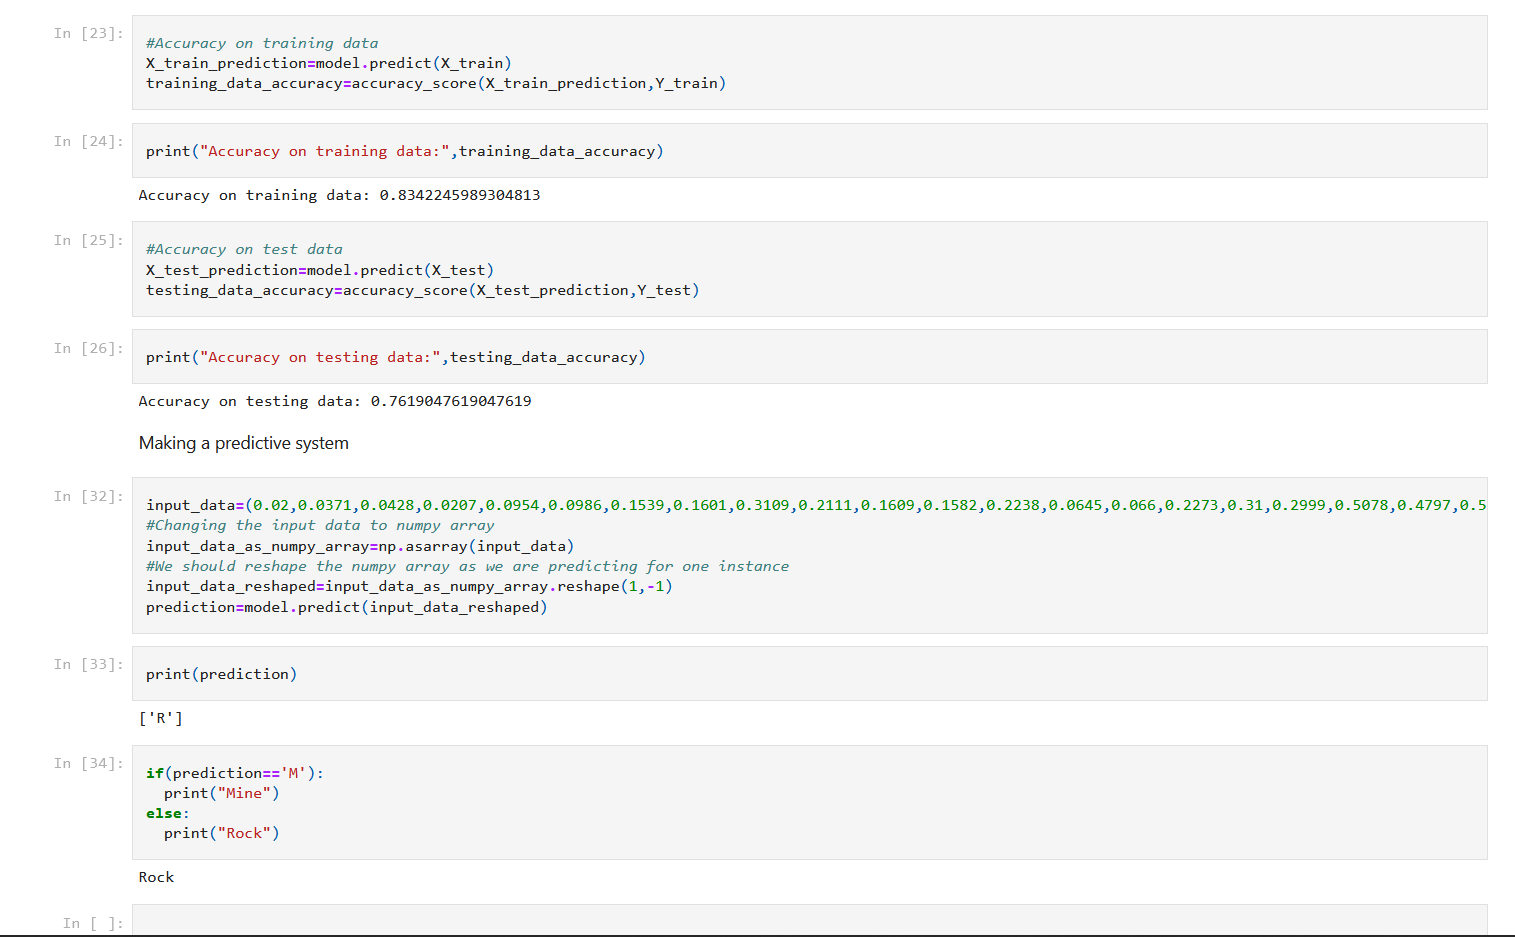 In [23]:
#Accuracy on training data
X_train_prediction=model.predict(X_train)
training_data_accuracy=accuracy_score(X_train_prediction,Y_train)
In [24]:
print("Accuracy on training data:",training_data_accuracy)
Accuracy on training data: 0.8342245989304813
In [25]:
#Accuracy on test data
X_test_prediction=model.predict(X_test)
testing_data_accuracy=accuracy_score(X_test_prediction,Y_test)
In [26]:
print("Accuracy on testing data:",testing_data_accuracy)
Accuracy on testing data: 0.7619047619047619
Making a predictive system
In [32]:
input_data=(0.02,0.0371,0.0428,0.0207,0.0954,0.0986,0.1539,0.1601,0.3109,0.2111,0.1609,0.1582,0.2238,0.0645,0.066,0.2273,0.31,0.2999,0.5078,0.4797,0.5
#Changing the input data to numpy array
input_data_as_numpy_array=np.asarray(input_data)
#We should reshape the numpy array as we are predicting for one instance
input_data_reshaped=input_data_as_numpy_array.reshape(1,-1)
prediction=model.predict(input_data_reshaped)
In [33]:
print(prediction)
['R']
In [34]:
if(prediction=='M'):
  print("Mine")
else:
  print("Rock")
Rock
In [ ]: